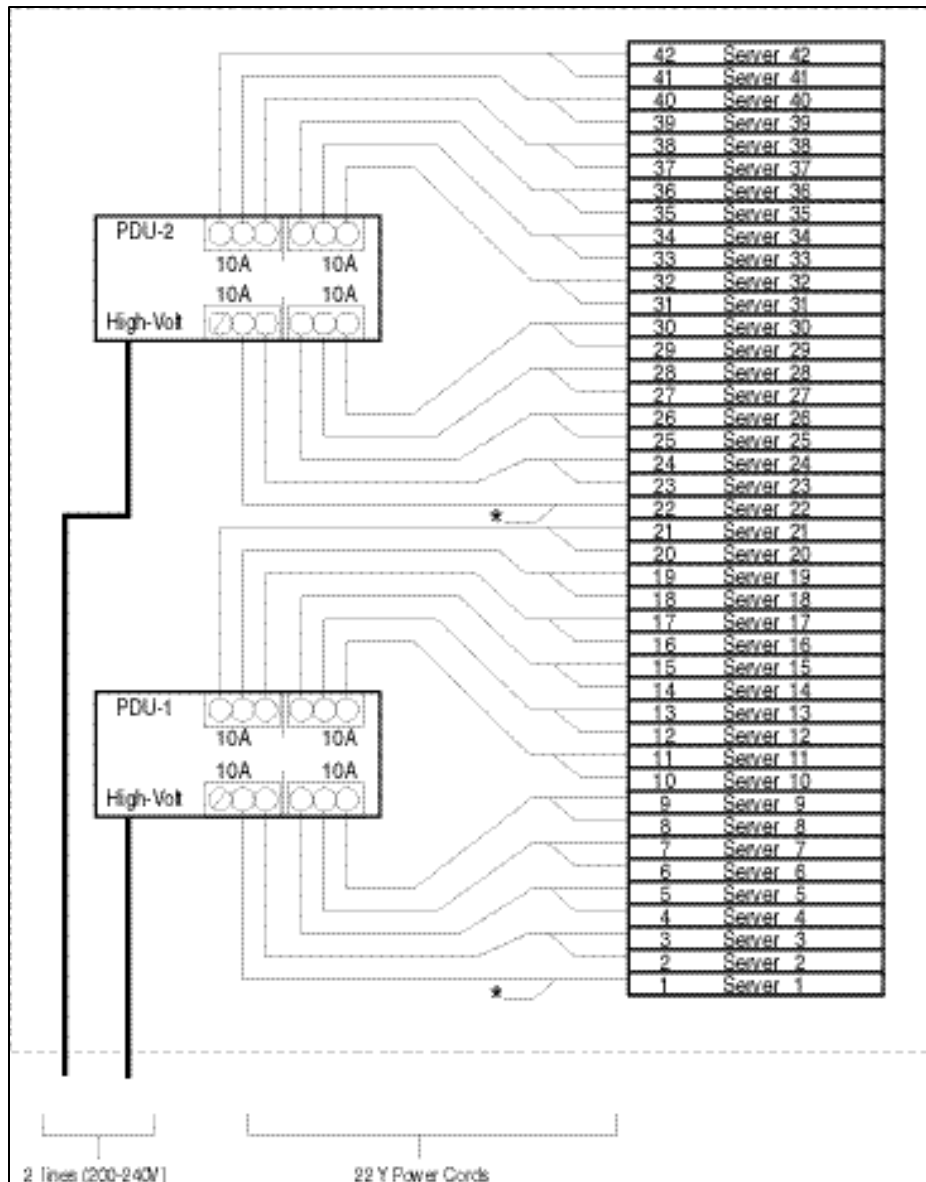 42 Server 42
41 Server 41
40 Server 40
39 Server 39
38 Server 38
37 Server 37
36 Server 36
35 Server 35
34 Server 34
33 Server 33
32 Server 32
31 Server 31
30 Server 30
29 Server 29
28 Server 28
27 Server 27
26 Server 26
25 Server 25
24 Server 24
23 Server 23
22 Server 22
21 Server 21
20 Server 20
19 Server 19
18 Server 18
17 Server 17
16 Server 16
15 Server 15
14 Server 14
13 Server 13
12 Server 12
11 Server 11
10 Server 10
9 Server 9
8 Server 8
7 Server 7
6 Server 6
5 Server 5
4 Server 4
3 Server 3
2 Server 2
1 Server 1
PDU-2
10A 10A
10A 10A
High-Volt
*
PDU-1
10A 10A
10A 10A
High-Volt
*
2 lines (200-240V)
22 Y Power Cords